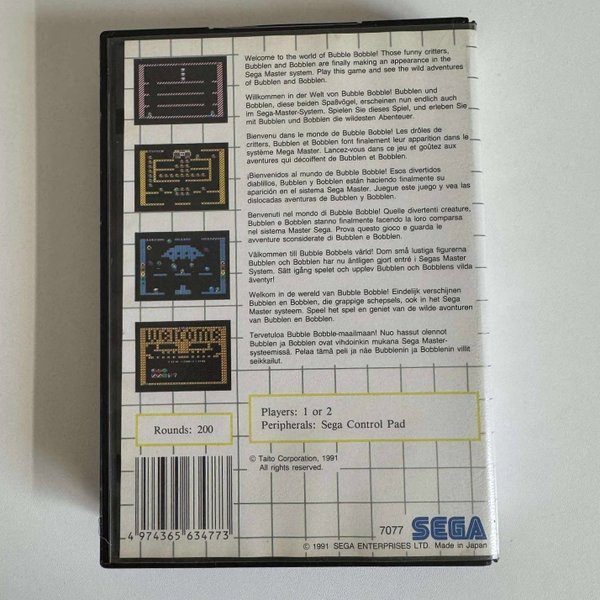 Welcome to the world of Bubble Bobble! Those funny critters,
Bubblen and Bobblen are finally making an appearance in the
Sega Master system. Play this game and see the wild adventures
of Bubblen and Bobblen.
Willkommen in der Welt von Bubble Bobble! Bubblen und
Bobblen, diese beiden Spaßvögel, erscheinen nun endlich auch
im Sega-Master-System. Spielen Sie dieses Spiel, und erleben Sie
mit Bubblen und Bobblen die wildesten Abenteuer.
Bienvenu dans le monde de Bubble Bobble! Les drôles de
critters, Bubblen et Bobblen font finalement leur apparition dans le
système Mega Master. Lancez-vous dans ce jeu et goûtez aux
aventures qui décoiffent de Bubblen et Bobblen.
¡Bienvenidos al mundo de Bubble Bobble! Esos divertidos
diablillos, Bubblen y Bobblen están haciendo finalmente su
aparición en el sistema Sega Master. Juegue este juego y vea las
dislocadas aventuras de Bubblen y Bobblen.
Benvenuti nel mondo di Bubble Bobble! Quelle divertenti creature,
Bubblen e Bobblen stanno finalmente facendo la loro comparsa
nel sistema Master Sega. Prova questo gioco e guarda le
avventure sconsiderate di Bubblen e Bobblen.
Välkommen till Bubble Bobbels värld! Dom små lustiga figurerna
Bubblen och Bobblen har nu äntligen gjort entré i Segas Master
System. Sätt igång spelet och upplev Bubblen och Bobblens vilda
äventyr!
Welkom in de wereld van Bubble Bobble! Eindelijk verschijnen
Bubblen en Bobblen, die grappige schepsels, ook in het Sega
Master systeem. Speel het spel en geniet van de wilde avonturen
van Bubblen en Bobblen.
Tervetuloa Bubble Bobble-maailmaan! Nuo hassut olennot
Bubblen ja Bobblen ovat vihdoinkin mukana Sega Master-
systeemissä. Pelaa tämä peli ja näe Bubblenin ja Bobblenin villit
seikkailut.
Welcome
Rounds: 200
Players: 1 or 2
Peripherals: Sega Control Pad
© Taito Corporation, 1991
All rights reserved.
4 974365 634773
7077 SEGA
© 1991 SEGA ENTERPRISES LTD. Made in Japan